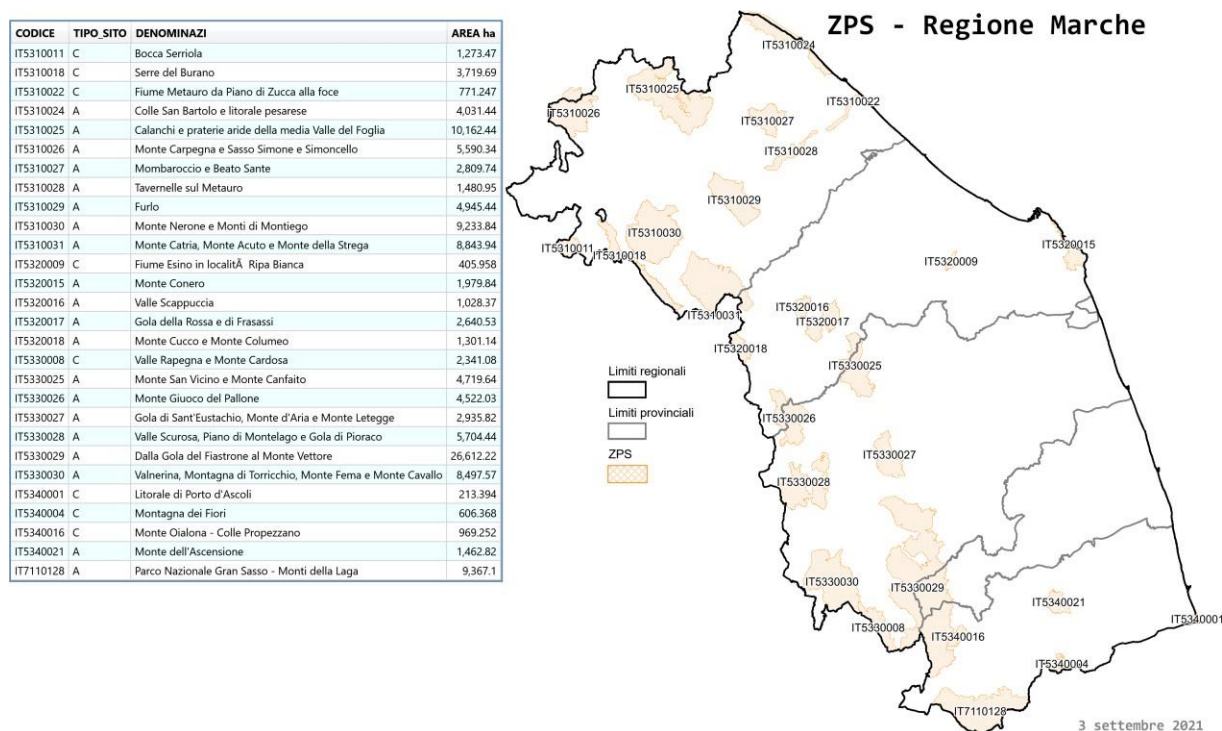 ZPS - Regione Marche
CODICE TIPO_SITO DENOMINAZI AREA ha
IT5310011 C Bocca Serriola 1,273.47
IT5310018 C Serre del Burano 3,719.69
IT5310022 C Fiume Metauro da Piano di Zucca alla foce 771.247
IT5310024 A Colle San Bartolo e litorale pesarese 4,031.44
IT5310025 A Calanchi e praterie aride della media Valle del Foglia 10,162.44
IT5310026 A Monte Carpegna e Sasso Simone e Simoncello 5,590.34
IT5310027 A Mombaroccio e Beato Sante 2,809.74
IT5310028 A Tavernelle sul Metauro 1,480.95
IT5310029 A Furlo 4,945.44
IT5310030 A Monte Nerone e Monti di Montiego 9,233.84
IT5310031 A Monte Catria, Monte Acuto e Monte della Strega 8,843.94
IT5320009 C Fiume Esino in localitÃ Ripa Bianca 405.958
IT5320015 A Monte Conero 1,979.84
IT5320016 A Valle Scappuccia 1,028.37
IT5320017 A Gola della Rossa e di Frasassi 2,640.53
IT5320018 A Monte Cucco e Monte Columeo 1,301.14
IT5330008 C Valle Rapegna e Monte Cardosa 2,341.08
IT5330025 A Monte San Vicino e Monte Canfaito 4,719.64
IT5330026 A Monte Giuoco del Pallone 4,522.03
IT5330027 A Gola di Sant'Eustachio, Monte d'Aria e Monte Letegge 2,935.82
IT5330028 A Valle Scurosa, Piano di Montelago e Gola di Pioraco 5,704.44
IT5330029 A Dalla Gola del Fiastrone al Monte Vettore 26,612.22
IT5330030 A Valnerina, Montagna di Torricchio, Monte Fema e Monte Cavallo 8,497.57
IT5340001 C Litorale di Porto d'Ascoli 213.394
IT5340004 C Montagna dei Fiori 606.368
IT5340016 C Monte Oialona - Colle Propezzano 969.252
IT5340021 A Monte dell'Ascensione 1,462.82
IT7110128 A Parco Nazionale Gran Sasso - Monti della Laga 9,367.1
IT5310024
IT5310025
IT5310022
IT5310026
IT5310027
IT5310028
IT5310029
IT5310030
IT5310011
IT5310018
IT5320015
IT5320009
IT5310031
IT5320016
IT5320017
IT5320018
IT5330025
Limiti regionali
Limiti provinciali
ZPS
IT5330026
IT5330027
IT5330028
IT5330030
IT5330029
IT5340021
IT5340001
IT5330008
IT5340016
IT5340004
IT7110128
3 settembre 2021